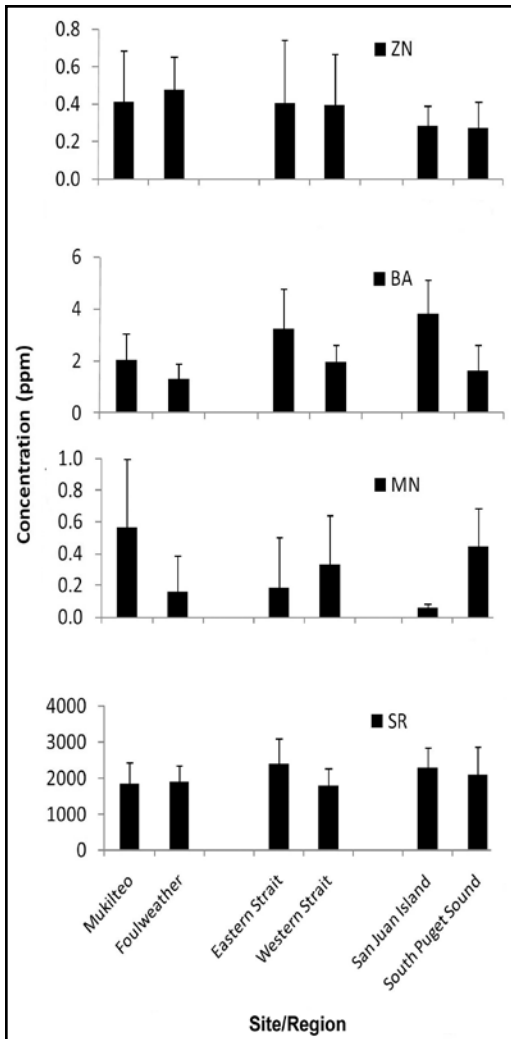 Concentration (ppm)
ZN
0.8
0.6
0.4
0.2
0.0
BA
6
4
2
0
MN
1.0
0.8
0.6
0.4
0.2
0.0
SR
4000
3000
2000
1000
0
Mukilteo
Foulweather
Eastern Strait
Western Strait
San Juan Island
South Puget Sound
Site/Region